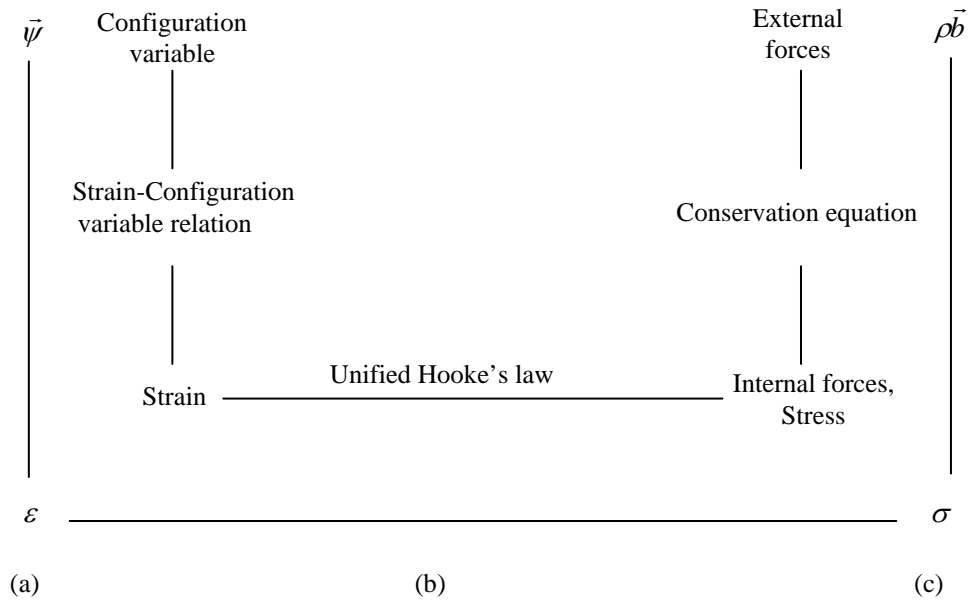 ψ⃗
Configuration
variable
External
forces
ρb⃗
Strain-Configuration
variable relation
Conservation equation
Unified Hooke’s law
Strain
Internal forces,
Stress
ε
σ
(a)
(b)
(c)